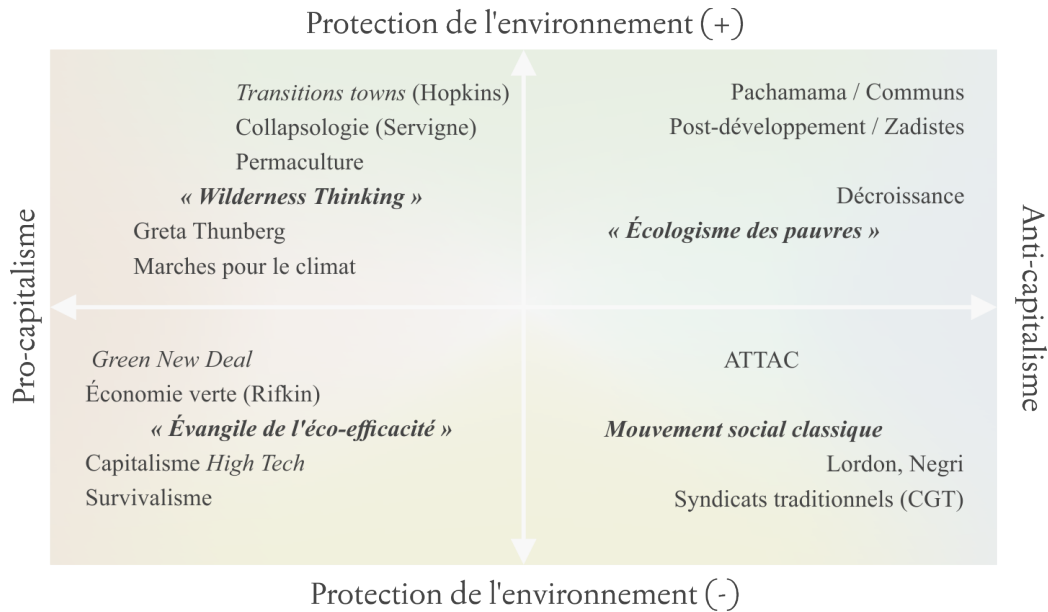 Protection de l'environnement (+)
Transitions towns (Hopkins)
Collapsologie (Servigne)
Permaculture
« Wilderness Thinking »
Greta Thunberg
Marches pour le climat
Pachamama / Communs
Post-développement / Zadistes
Décroissance
« Écologisme des pauvres »
Pro-capitalisme
Anti-capitalisme
Green New Deal
Économie verte (Rifkin)
« Évangile de l'éco-efficacité »
Capitalisme High Tech
Survivalisme
ATTAC
Mouvement social classique
Lordon, Negri
Syndicats traditionnels (CGT)
Protection de l'environnement (-)